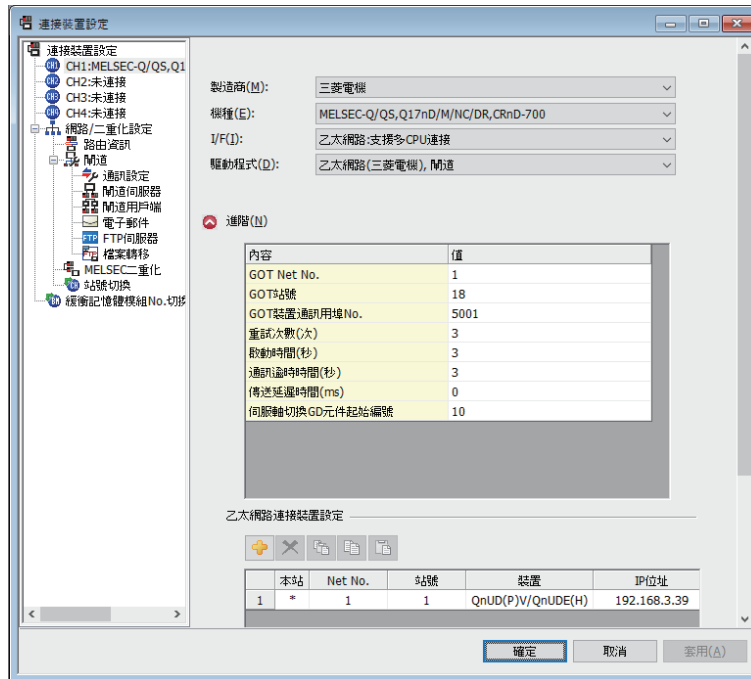 連接裝置設定
連接裝置設定
CH1:MELSEC-Q/QS,Q1
CH2:未連接
CH3:未連接
CH4:未連接
網路/二重化設定
路由資訊
閘道
通訊設定
閘道伺服器
閘道用戶端
電子郵件
FTP伺服器
檔案轉移
MELSEC二重化
站號切換
緩衝記憶體模組No.切換
製造商(M): 三菱電機
機種(E): MELSEC-Q/QS,Q17nD/M/NC/DR,CRnD-700
I/F(I): 乙太網路:支援多CPU連接
驅動程式(D): 乙太網路(三菱電機), 閘道
進階(N)
內容 值
GOT Net No. 1
GOT站號 18
GOT裝置通訊用埠No. 5001
重試次數(次) 3
啟動時間(秒) 3
通訊逾時時間(秒) 3
傳送延遲時間(ms) 0
伺服軸切換GD元件起始編號 10
乙太網路連接裝置設定
本站 Net No. 站號 裝置 IP位址
1 * 1 1 QnUD(P)V/QnUDE(H) 192.168.3.39
確定 取消 套用(A)